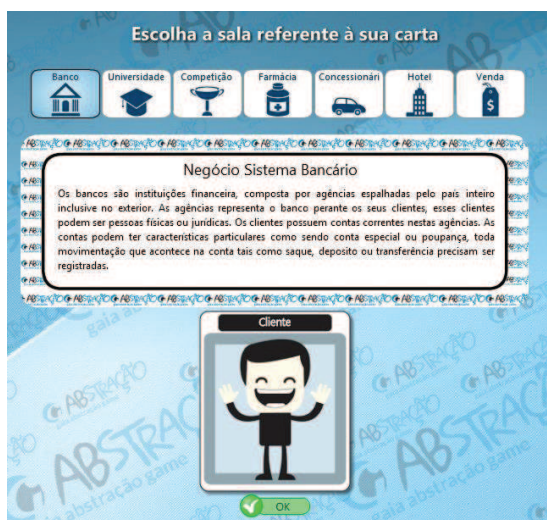 Escolha a sala referente à sua carta
Banco
Universidade
Competição
Farmácia
Concessionári
Hotel
Venda
Negócio Sistema Bancário
Os bancos são instituições financeira, composta por agências espalhadas pelo país inteiro
inclusive no exterior. As agências representa o banco perante os seus clientes, esses clientes
podem ser pessoas físicas ou jurídicas. Os clientes possuem contas correntes nestas agências. As
contas podem ter características particulares como sendo conta especial ou poupança, toda
movimentação que acontece na conta tais como saque, deposito ou transferência precisam ser
registradas.
Cliente
ABSTRAÇÃO
gaia abstração game
OK